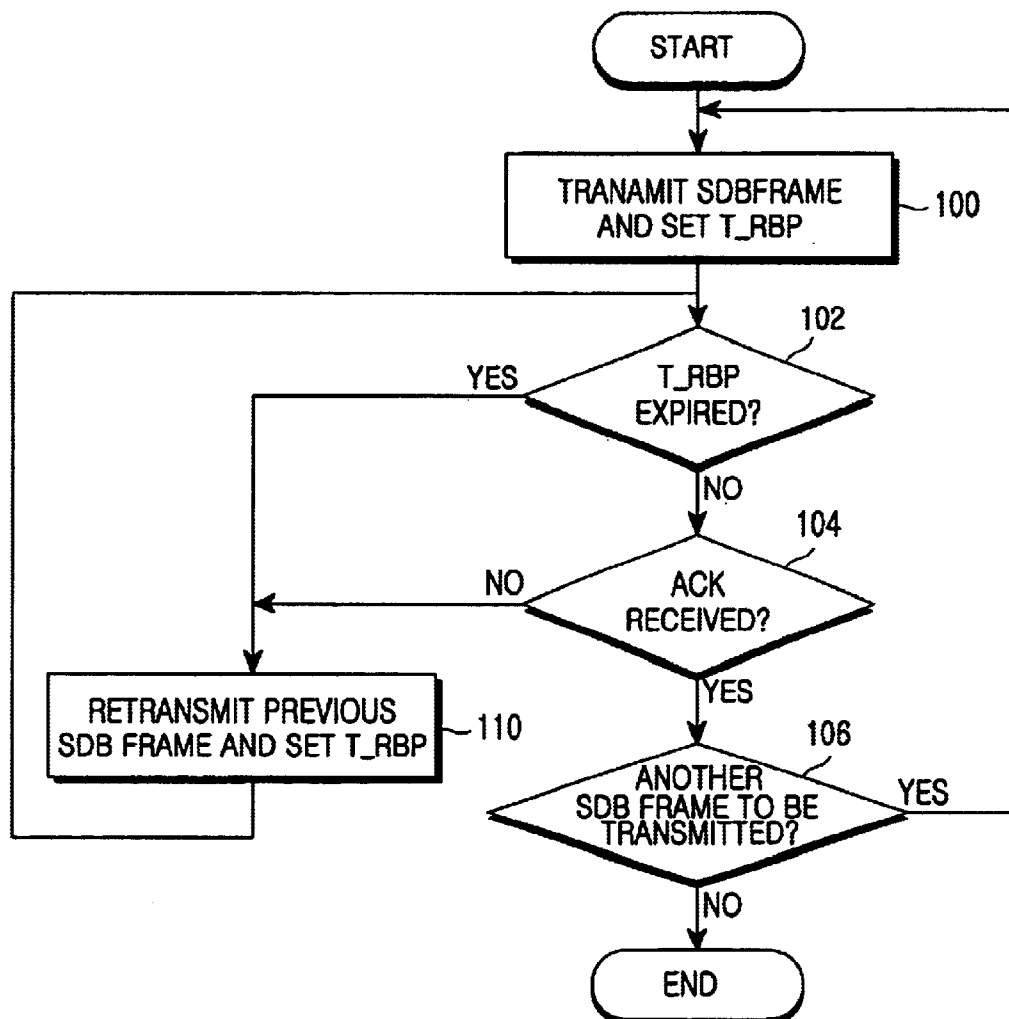 START
TRANAMIT SDBFRAME
AND SET T_RBP
100
102
YES
T_RBP
EXPIRED?
NO
104
NO
ACK
RECEIVED?
YES
RETRANSMIT PREVIOUS
SDB FRAME AND SET T_RBP
110
106
ANOTHER
SDB FRAME TO BE
TRANSMITTED?
YES
NO
END